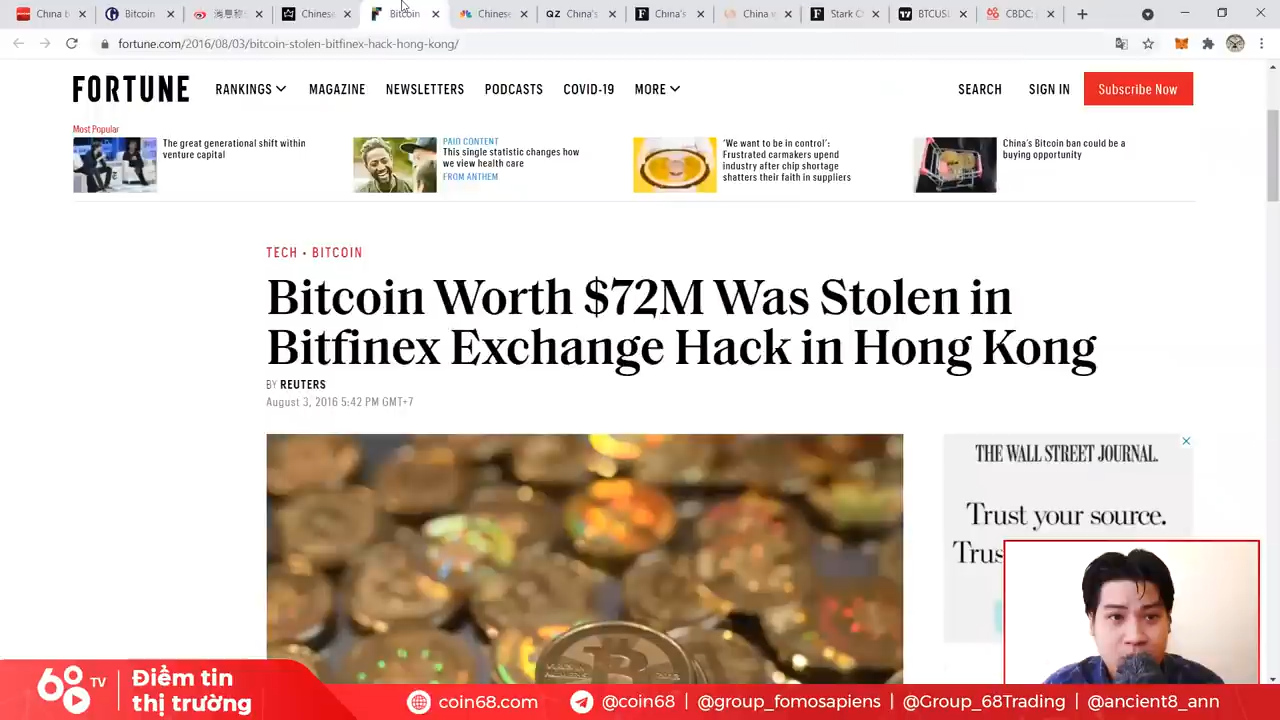 China b
Bitcoin
消息称
Chinese
Bitcoin
Chinese
QZ China's
China's
China w
Stark C
BTCUS
CBDC:
fortune.com/2016/08/03/bitcoin-stolen-bitfinex-hack-hong-kong/
FORTUNE
RANKINGS MAGAZINE NEWSLETTERS PODCASTS COVID-19 MORE SEARCH SIGN IN Subscribe Now
Most Popular
The great generational shift within
venture capital
PAID CONTENT
This single statistic changes how
we view health care
FROM ANTHEM
'We want to be in control':
Frustrated carmakers upend
industry after chip shortage
shatters their faith in suppliers
China's Bitcoin ban could be a
buying opportunity
TECH • BITCOIN
Bitcoin Worth $72M Was Stolen in
Bitfinex Exchange Hack in Hong Kong
BY REUTERS
August 3, 2016 5:42 PM GMT+7
THE WALL STREET JOURNAL.
Trust your source.
Trus
68 TV
Điểm tin
thị trường
coin68.com @coin68 | @group_fomosapiens | @Group_68Trading | @ancient8_ann